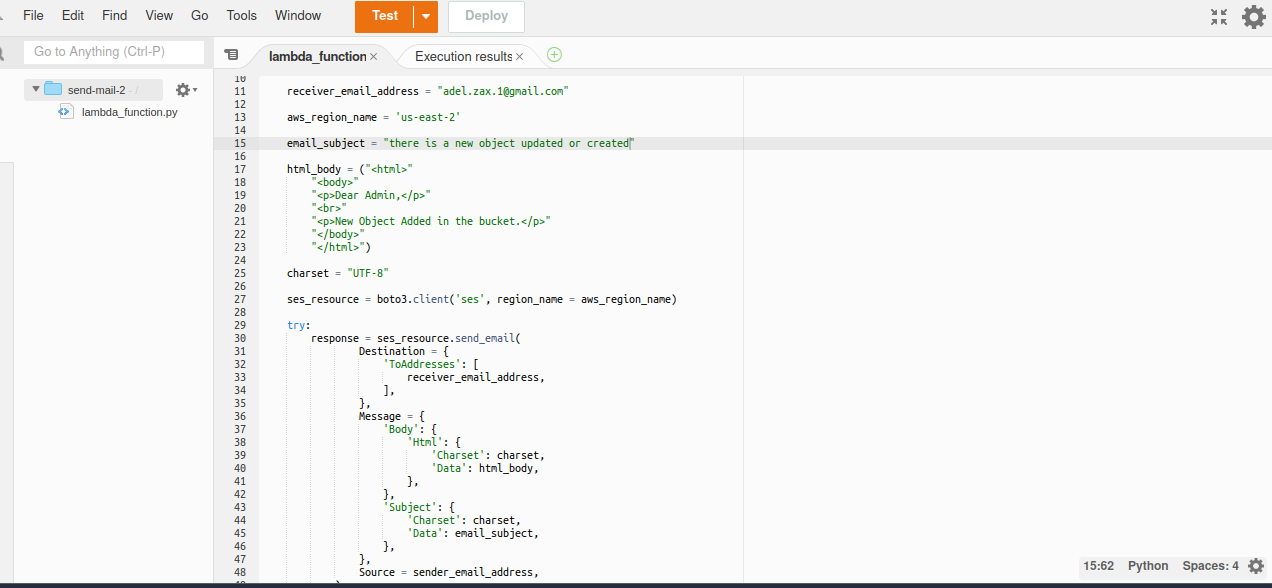 File Edit Find View Go Tools Window Test Deploy
Go to Anything (Ctrl-P)
lambda_function Execution results
send-mail-2 - /
lambda_function.py
10
11 receiver_email_address = "adel.zax.1@gmail.com"
12
13 aws_region_name = 'us-east-2'
14
15 email_subject = "there is a new object updated or created"
16
17 html_body = ("<html>"
18 "<body>"
19 "<p>Dear Admin,</p>"
20 "<br>"
21 "<p>New Object Added in the bucket.</p>"
22 "</body>"
23 "</html>")
24
25 charset = "UTF-8"
26
27 ses_resource = boto3.client('ses', region_name = aws_region_name)
28
29 try:
30 response = ses_resource.send_email(
31 Destination = {
32 'ToAddresses': [
33 receiver_email_address,
34 ],
35 },
36 Message = {
37 'Body': {
38 'Html': {
39 'Charset': charset,
40 'Data': html_body,
41 },
42 },
43 'Subject': {
44 'Charset': charset,
45 'Data': email_subject,
46 },
47 },
48 Source = sender_email_address,
15:62 Python Spaces: 4